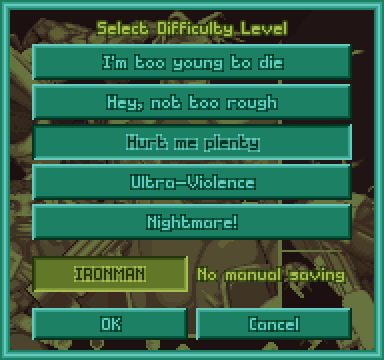 Select Difficulty Level
I'm too young to die
Hey, not too rough
Hurt me plenty
Ultra-Violence
Nightmare!
IRONMAN No manual saving
OK Cancel